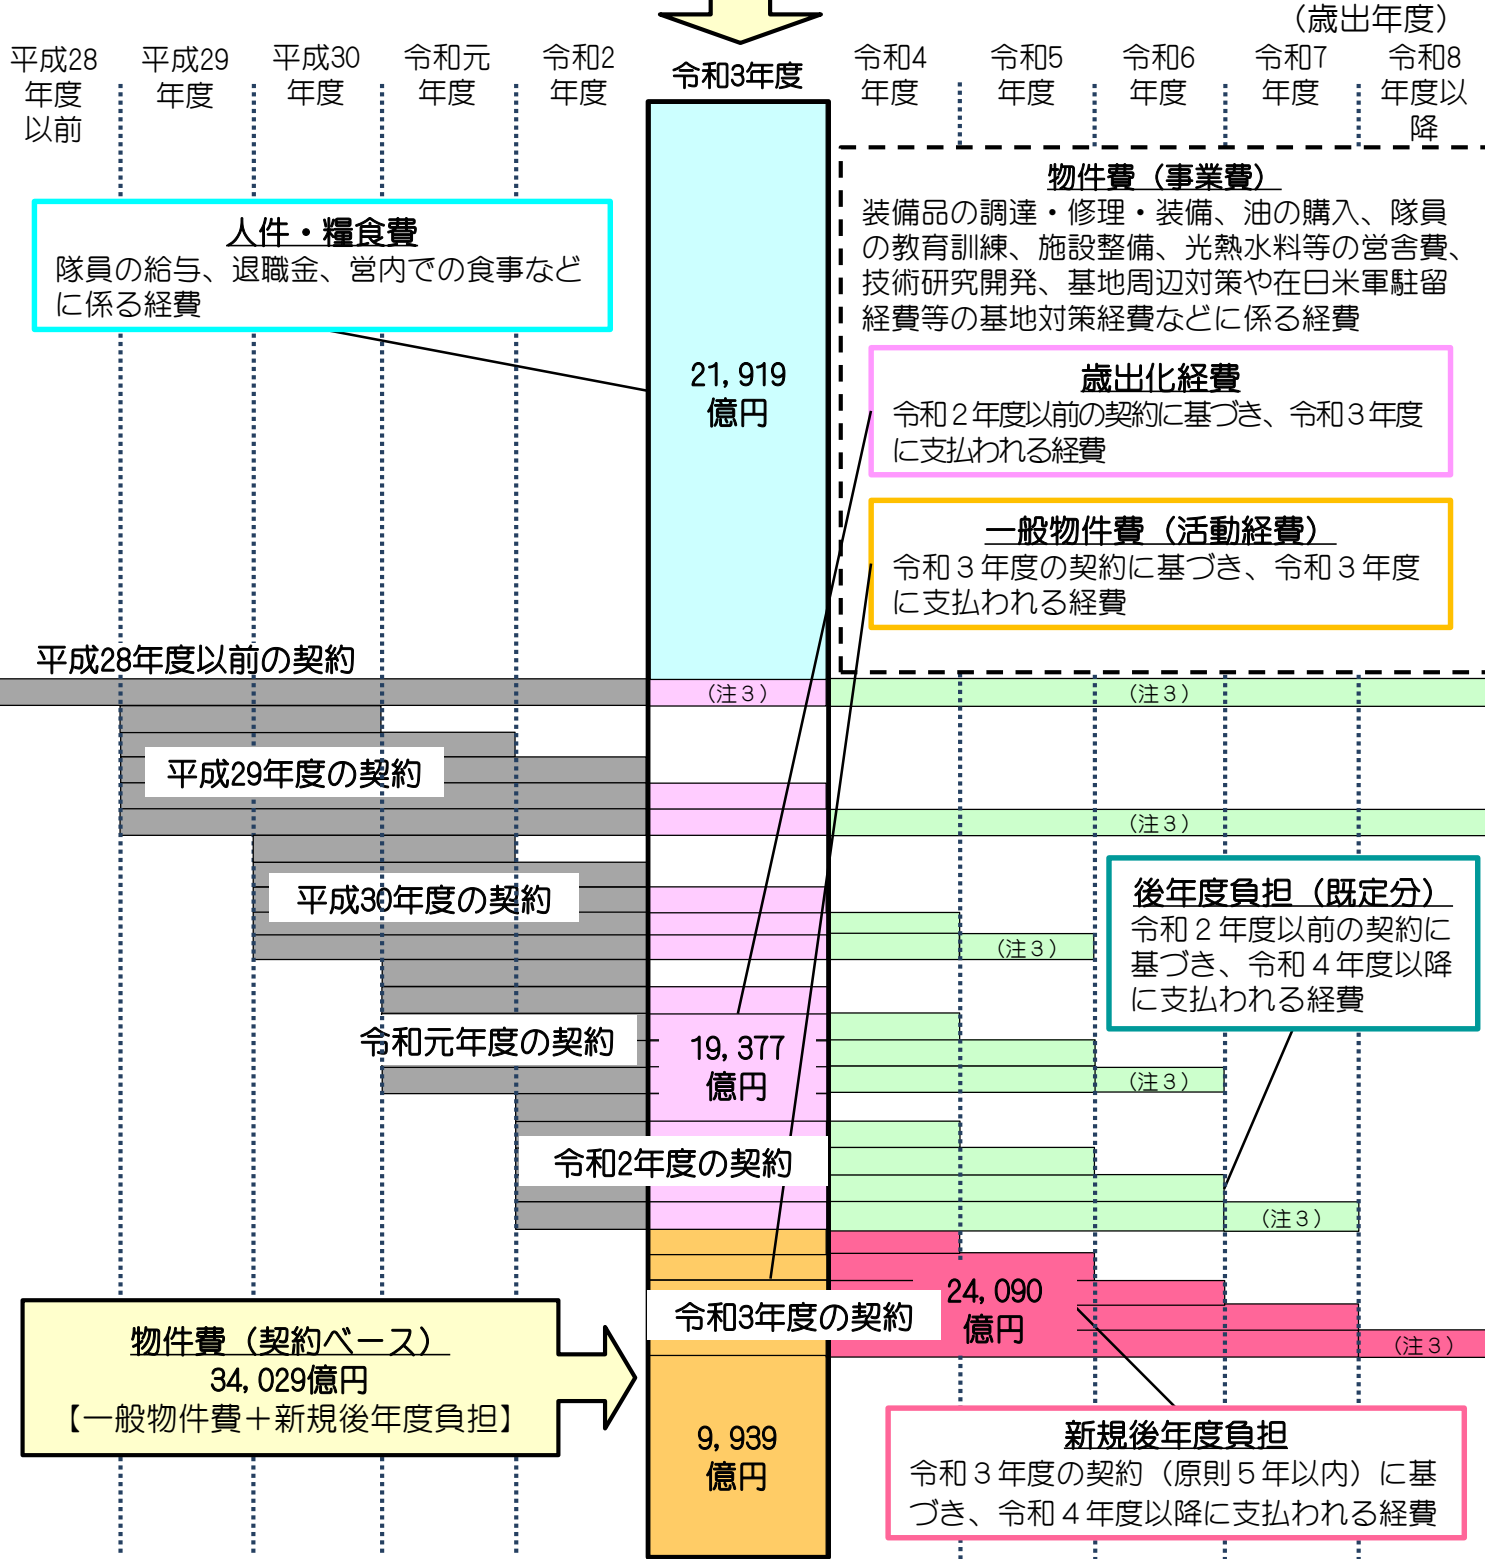 （歳出年度）
平成28
年度
以前
平成29
年度
平成30
年度
令和元
年度
令和2
年度
令和3年度
令和4
年度
令和5
年度
令和6
年度
令和7
年度
令和8
年度以
降
人件・糧食費
隊員の給与、退職金、営内での食事など
に係る経費
21,919
億円
物件費（事業費）
装備品の調達・修理・装備、油の購入、隊員
の教育訓練、施設整備、光熱水料等の営舎費、
技術研究開発、基地周辺対策や在日米軍駐留
経費等の基地対策経費などに係る経費
歳出化経費
令和２年度以前の契約に基づき、令和３年度
に支払われる経費
一般物件費（活動経費）
令和３年度の契約に基づき、令和３年度
に支払われる経費
平成28年度以前の契約
（注３）
（注３）
平成29年度の契約
（注３）
平成30年度の契約
（注３）
後年度負担（既定分）
令和２年度以前の契約に
基づき、令和４年度以降
に支払われる経費
令和元年度の契約
19,377
億円
（注３）
令和2年度の契約
（注３）
令和3年度の契約
24,090
億円
（注３）
物件費（契約ベース）
34,029億円
【一般物件費＋新規後年度負担】
9,939
億円
新規後年度負担
令和３年度の契約（原則５年以内）に基
づき、令和４年度以降に支払われる経費